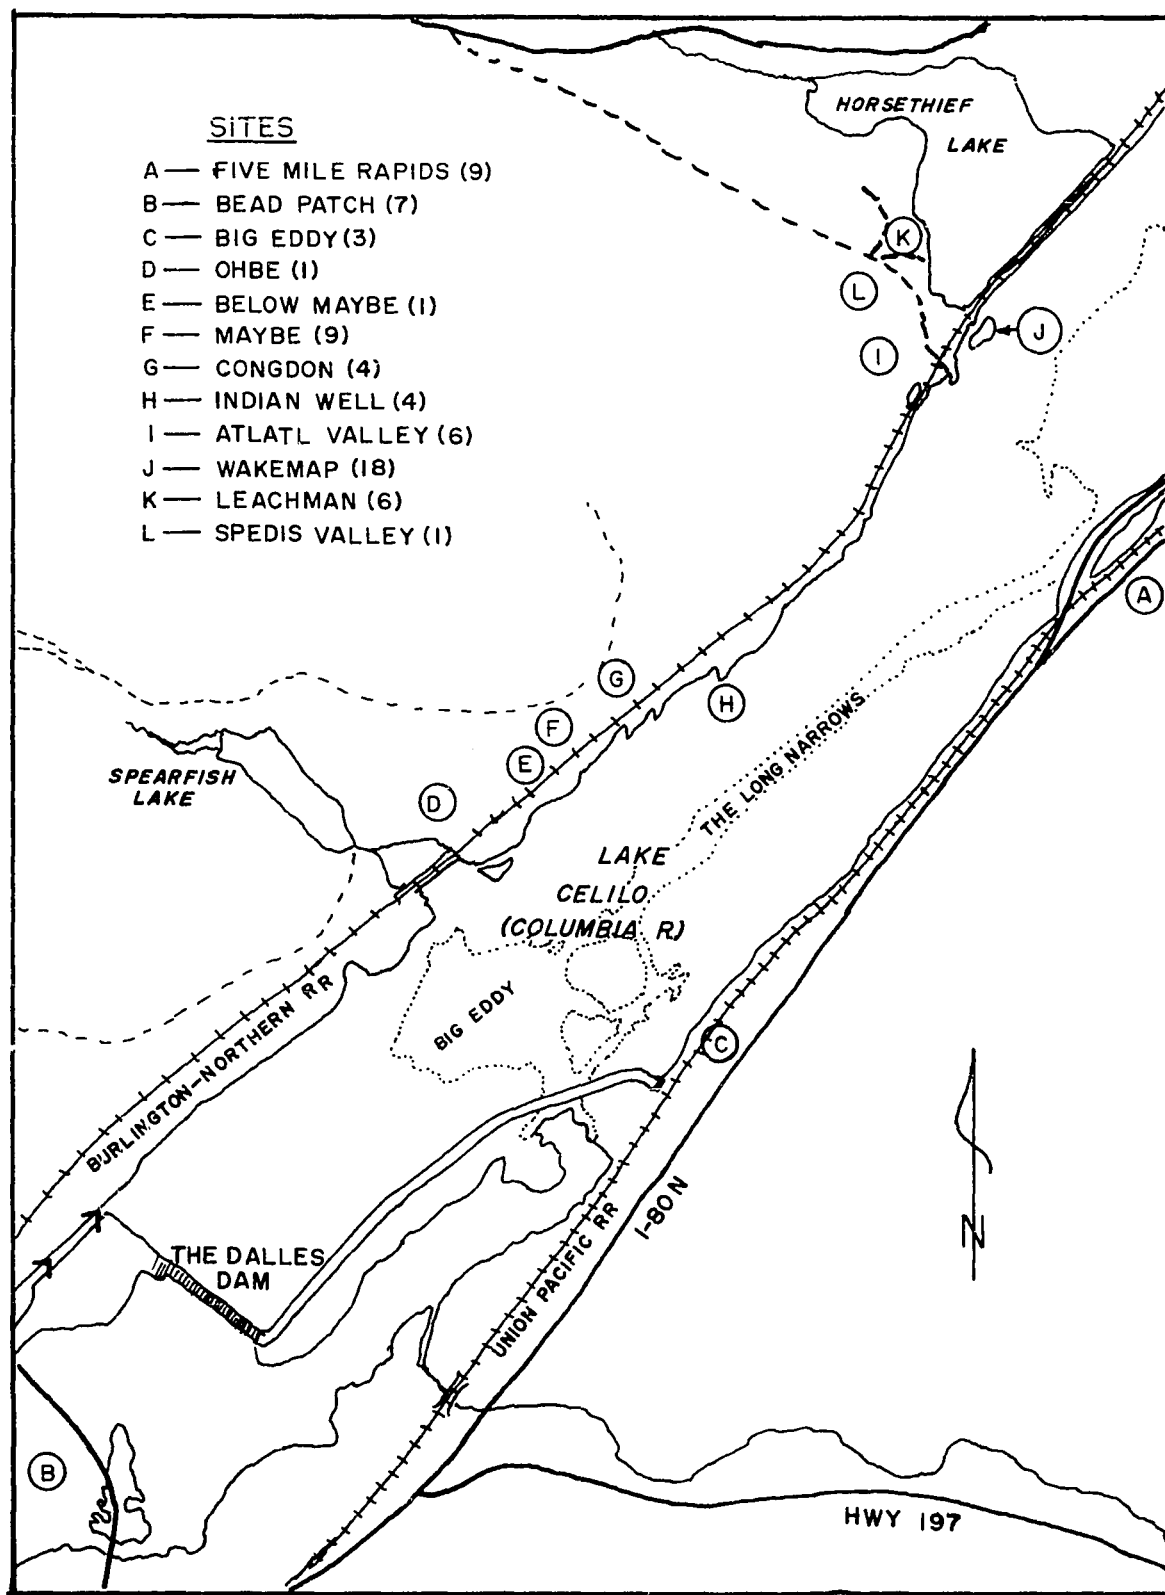 SITES
A — FIVE MILE RAPIDS (9)
B — BEAD PATCH (7)
C — BIG EDDY (3)
D — OHBE (1)
E — BELOW MAYBE (1)
F — MAYBE (9)
G — CONGDON (4)
H — INDIAN WELL (4)
I — ATLATL VALLEY (6)
J — WAKEMAP (18)
K — LEACHMAN (6)
L — SPEDIS VALLEY (1)
HORSETHIEF
LAKE
K
L
J
I
A
G
H
F
E
D
SPEARFISH
LAKE
THE LONG NARROWS
LAKE
CELILO
(COLUMBIA R.)
BIG EDDY
C
BURLINGTON-NORTHERN RR
THE DALLES
DAM
UNION PACIFIC RR
I-80N
N
B
HWY 197